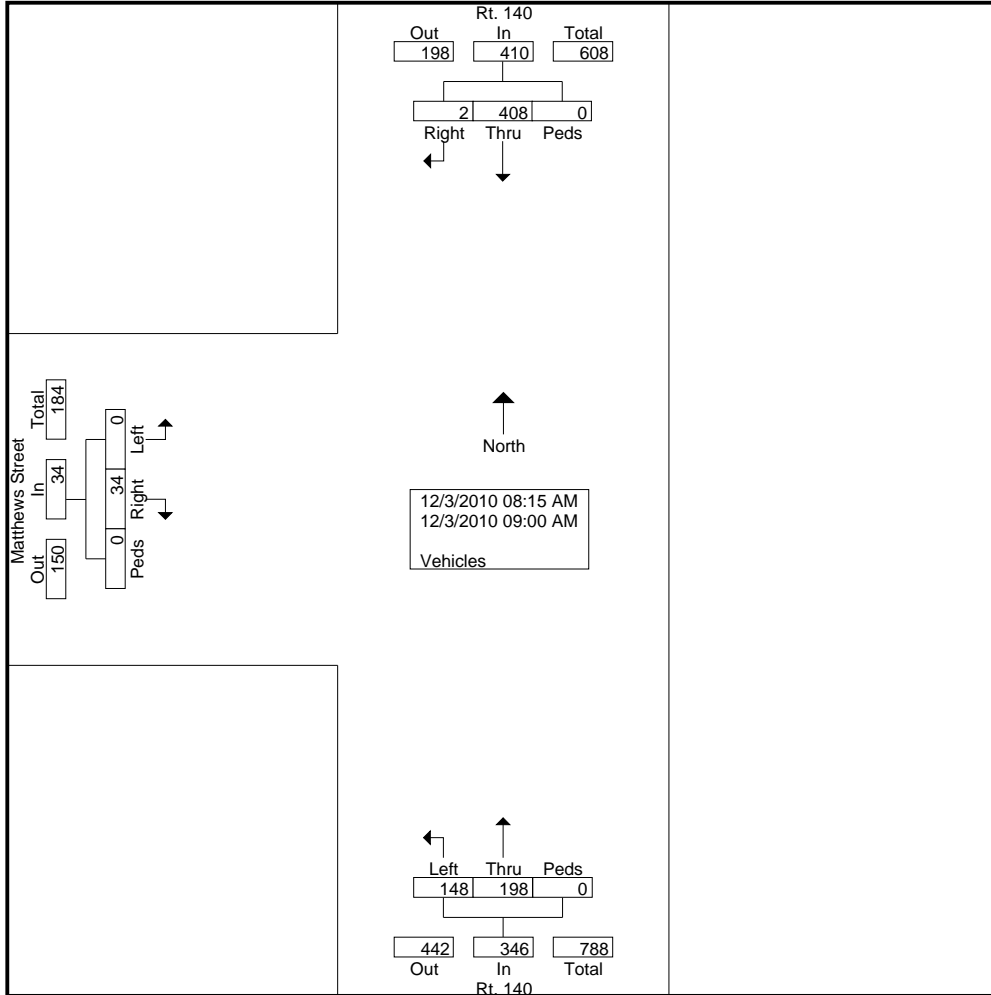 Rt. 140
Out In Total
198 410 608
2 408 0
Right Thru Peds
Matthews Street
Out In Total
150 34 184
0 34 0
Peds Right Left
North
12/3/2010 08:15 AM
12/3/2010 09:00 AM
Vehicles
Left Thru Peds
148 198 0
442 346 788
Out In Total
Rt. 140